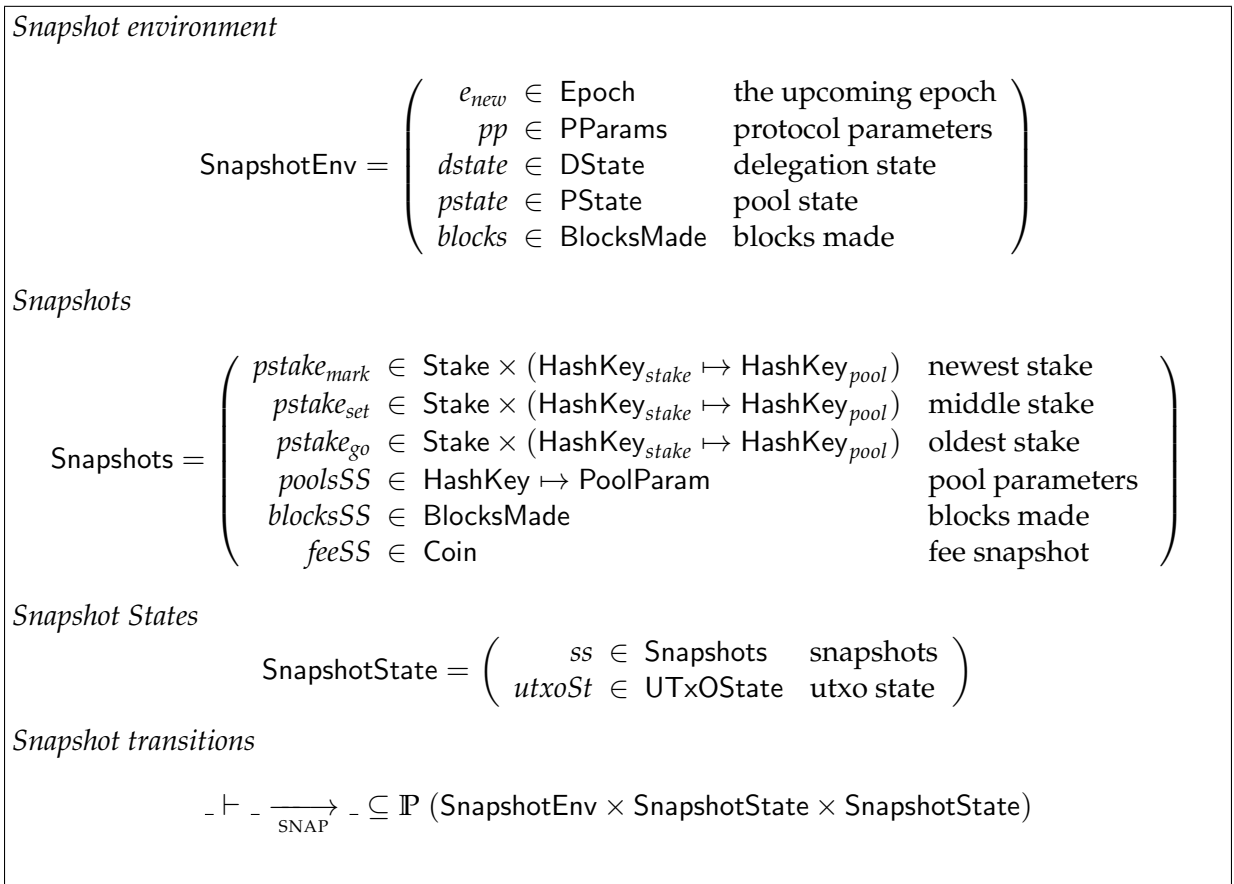 Snapshot environment
e_new ∈ Epoch the upcoming epoch
pp ∈ PParams protocol parameters
SnapshotEnv = ( dstate ∈ DState delegation state )
pstate ∈ PState pool state
blocks ∈ BlocksMade blocks made
Snapshots
pstake_mark ∈ Stake × (HashKey_stake ↦ HashKey_pool) newest stake
pstake_set ∈ Stake × (HashKey_stake ↦ HashKey_pool) middle stake
pstake_go ∈ Stake × (HashKey_stake ↦ HashKey_pool) oldest stake
Snapshots = ( poolsSS ∈ HashKey ↦ PoolParam pool parameters )
blocksSS ∈ BlocksMade blocks made
feeSS ∈ Coin fee snapshot
Snapshot States
SnapshotState = ( ss ∈ Snapshots snapshots )
utxoSt ∈ UTxOState utxo state
Snapshot transitions
_ ⊢ _ →_SNAP _ ⊆ ℙ (SnapshotEnv × SnapshotState × SnapshotState)